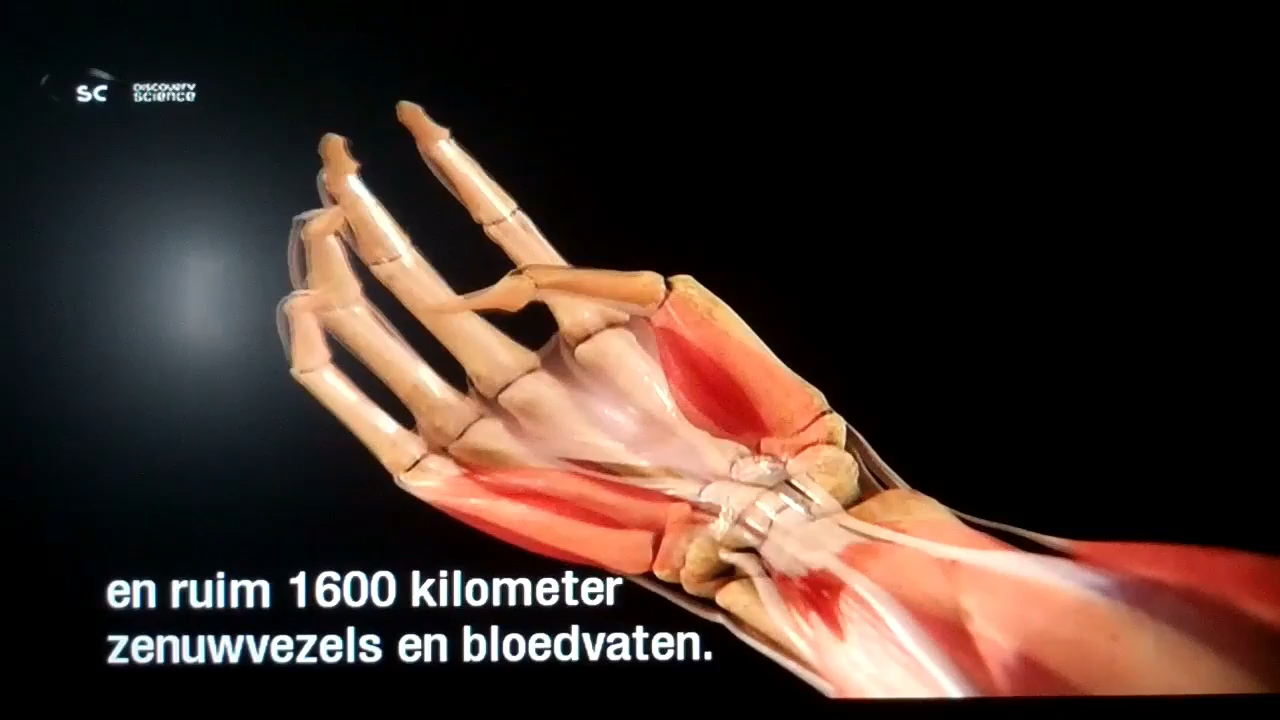 SC
DISCOVERY
SCIENCE
en ruim 1600 kilometer
zenuwvezels en bloedvaten.